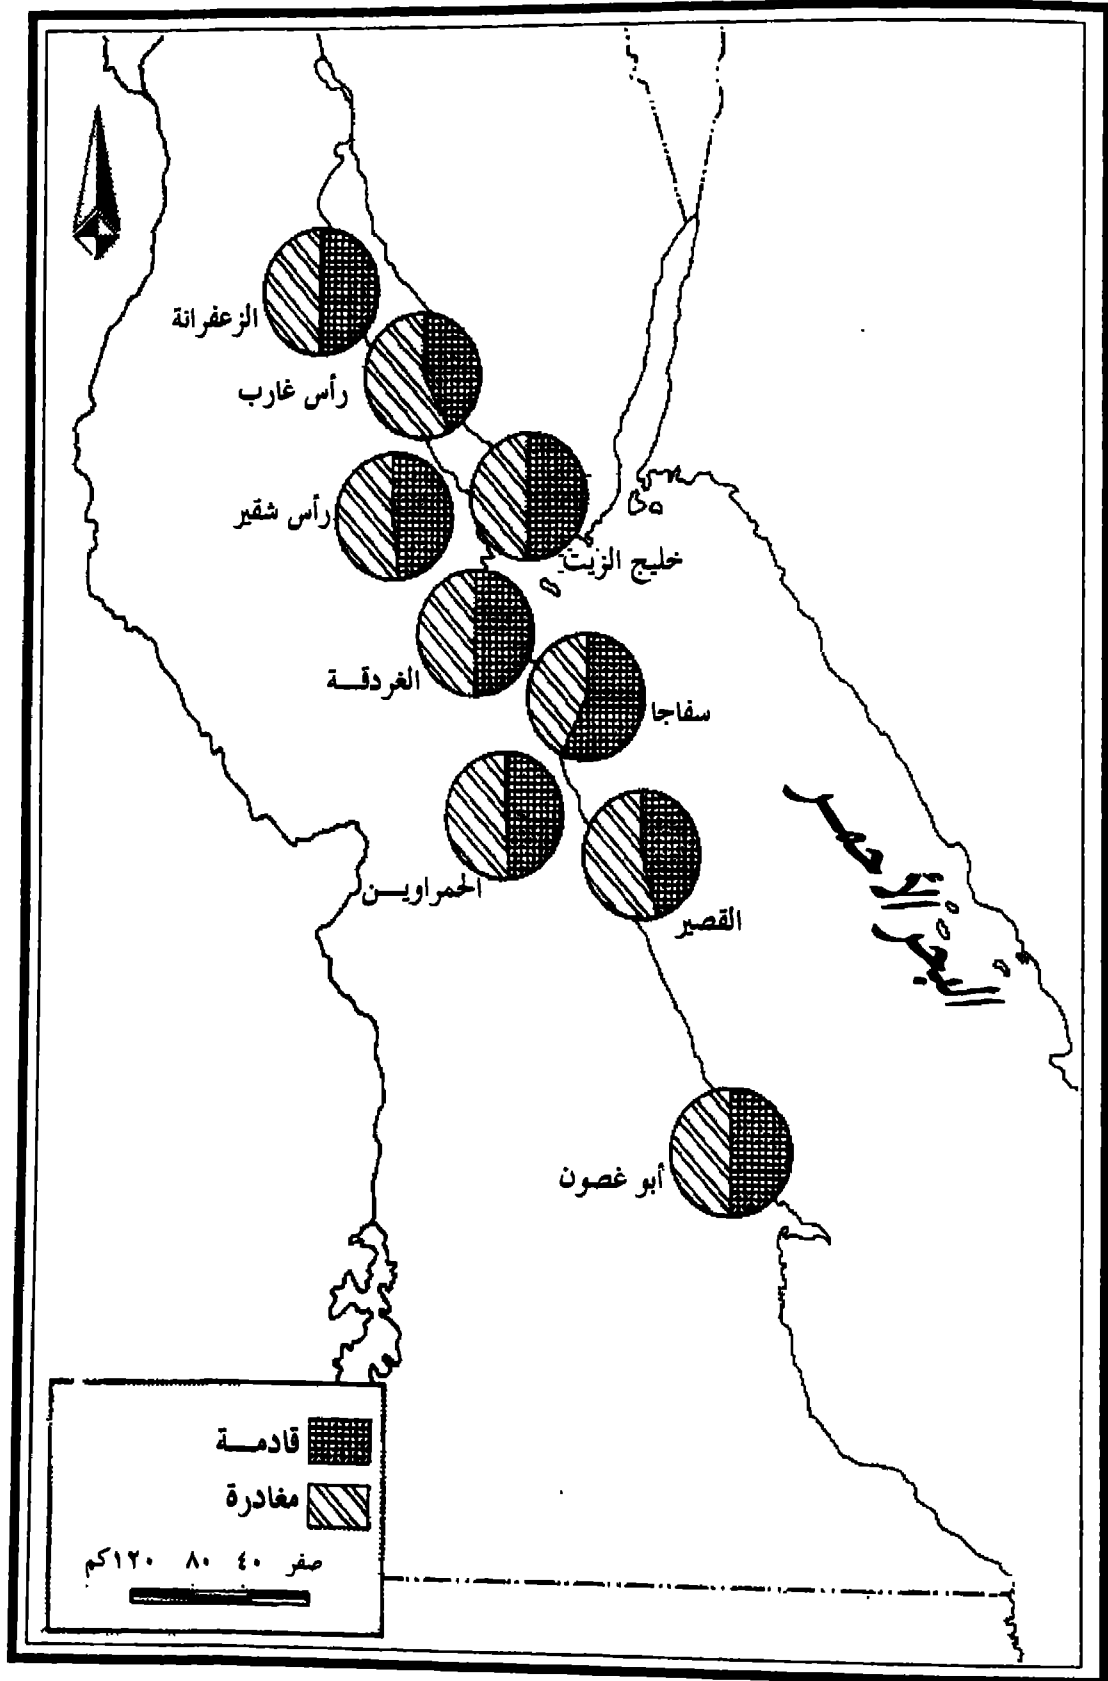 الزعفرانة
رأس غارب
رأس شقير
خليج الزيت
الغردقــة
سفاجا
الحمراويــن
القصير
البحر الأحمر
أبو غصون
قادمــة
مغادرة
صفر ٤٠ ٨٠ ١٢٠كم